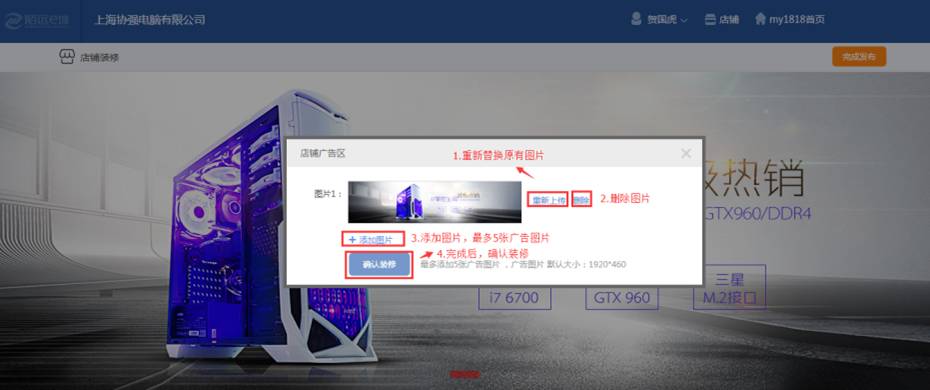 上海协强电脑有限公司
贺国虎
店铺
my1818首页
店铺装修
完成发布
店铺广告区
1.重新替换原有图片
图片1：
重新上传
删除
2.删除图片
级热销
GTX960/DDR4
添加图片
3.添加图片，最多5张广告图片
4.完成后，确认装修
确认装修
最多添加5张广告图片，广告图片 默认大小：1920*460
i7 6700
GTX 960
三星
M.2接口